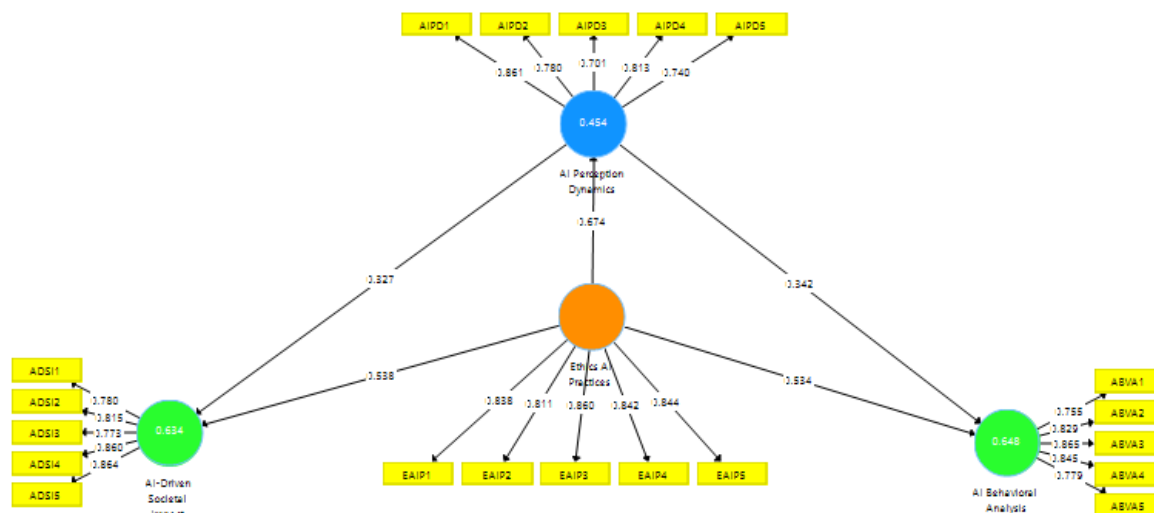 AIPD1 AIPD2 AIPD3 AIPD4 AIPD5
0.861 0.780 0.701 0.813 0.740
0.454
AI Perception
Dynamics
0.674
0.327
0.342
Ethics AI
Practices
0.538
0.534
0.838 0.811 0.860 0.842 0.844
EAIP1 EAIP2 EAIP3 EAIP4 EAIP5
ADSI1
ADSI2
ADSI3
ADSI4
ADSI5
0.780
0.815
0.773
0.860
0.864
0.634
AI-Driven
Societal
ABVA1
ABVA2
ABVA3
ABVA4
ABVA5
0.755
0.829
0.865
0.845
0.779
0.648
AI Behavioral
Analysis